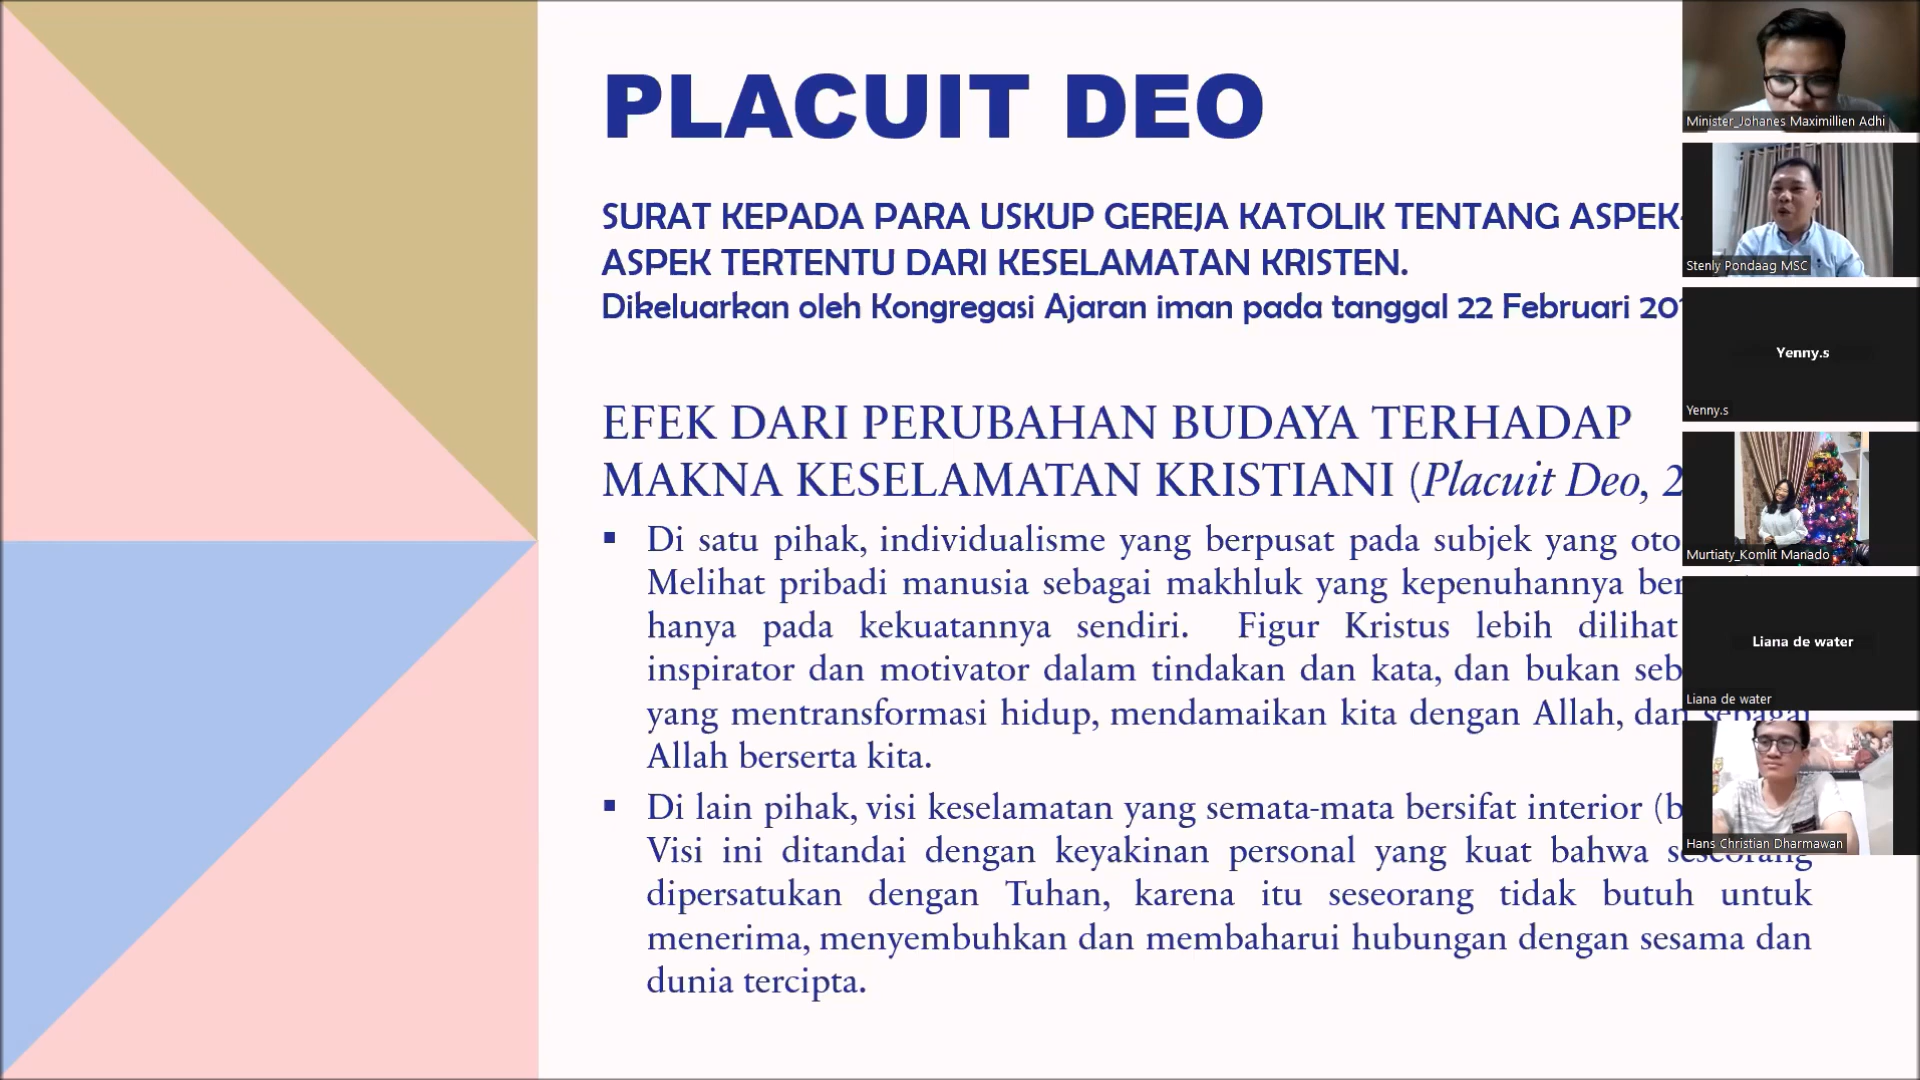 PLACUIT DEO
SURAT KEPADA PARA USKUP GEREJA KATOLIK TENTANG ASPEK-
ASPEK TERTENTU DARI KESELAMATAN KRISTEN.
Dikeluarkan oleh Kongregasi Ajaran iman pada tanggal 22 Februari
EFEK DARI PERUBAHAN BUDAYA TERHADAP
MAKNA KESELAMATAN KRISTIANI (Placuit Deo, 2
▪ Di satu pihak, individualisme yang berpusat pada subjek yang
Melihat pribadi manusia sebagai makhluk yang kepenuhannya
hanya pada kekuatannya sendiri. Figur Kristus lebih dilihat
inspirator dan motivator dalam tindakan dan kata, dan bukan
yang mentransformasi hidup, mendamaikan kita dengan Allah, dan sebagai
Allah berserta kita.
▪ Di lain pihak, visi keselamatan yang semata-mata bersifat interior
Visi ini ditandai dengan keyakinan personal yang kuat bahwa seseorang
dipersatukan dengan Tuhan, karena itu seseorang tidak butuh untuk
menerima, menyembuhkan dan membaharui hubungan dengan sesama dan
dunia tercipta.
Minister_Johanes Maximillien Adhi
Stenly Pondaag MSC
Yenny.s
Yenny.s
Murtiaty_Komlit Manado
Liana de water
Liana de water
Hans Christian Dharmawan